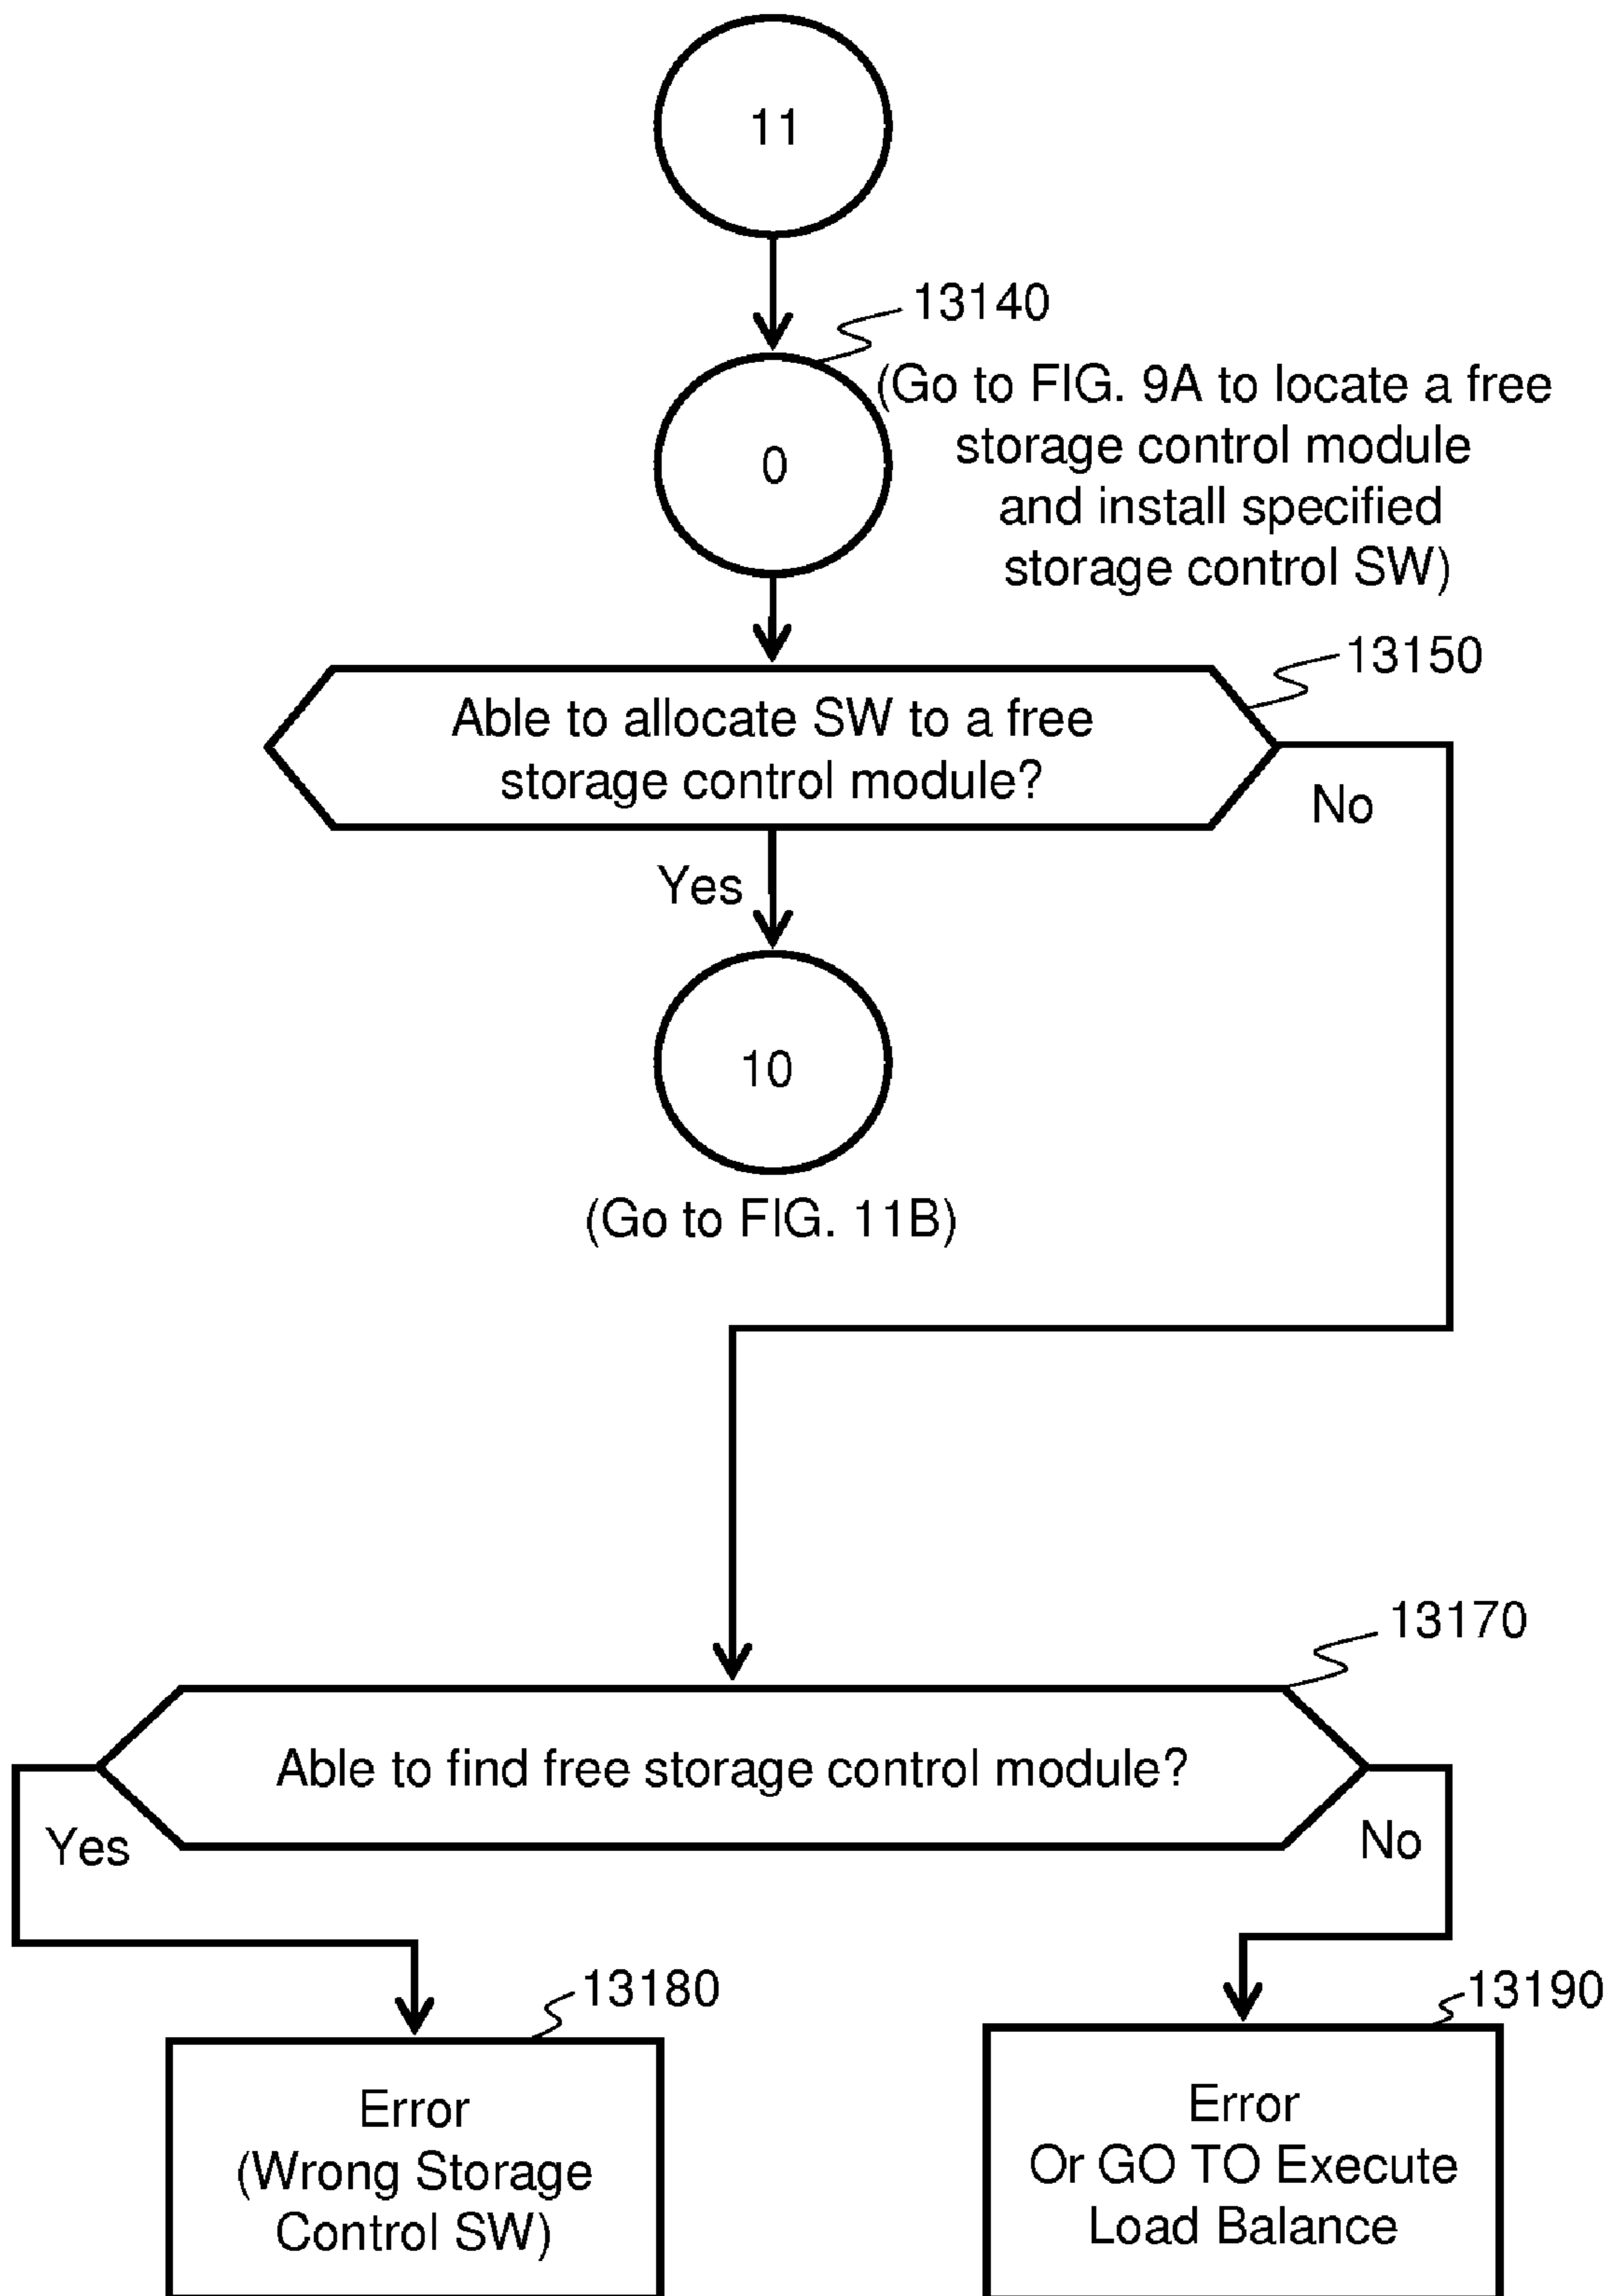 11
13140
(Go to FIG. 9A to locate a free
storage control module
and install specified
storage control SW)
0
13150
Able to allocate SW to a free
storage control module?
No
Yes
10
(Go to FIG. 11B)
13170
Able to find free storage control module?
Yes
No
13180
13190
Error
(Wrong Storage
Control SW)
Error
Or GO TO Execute
Load Balance